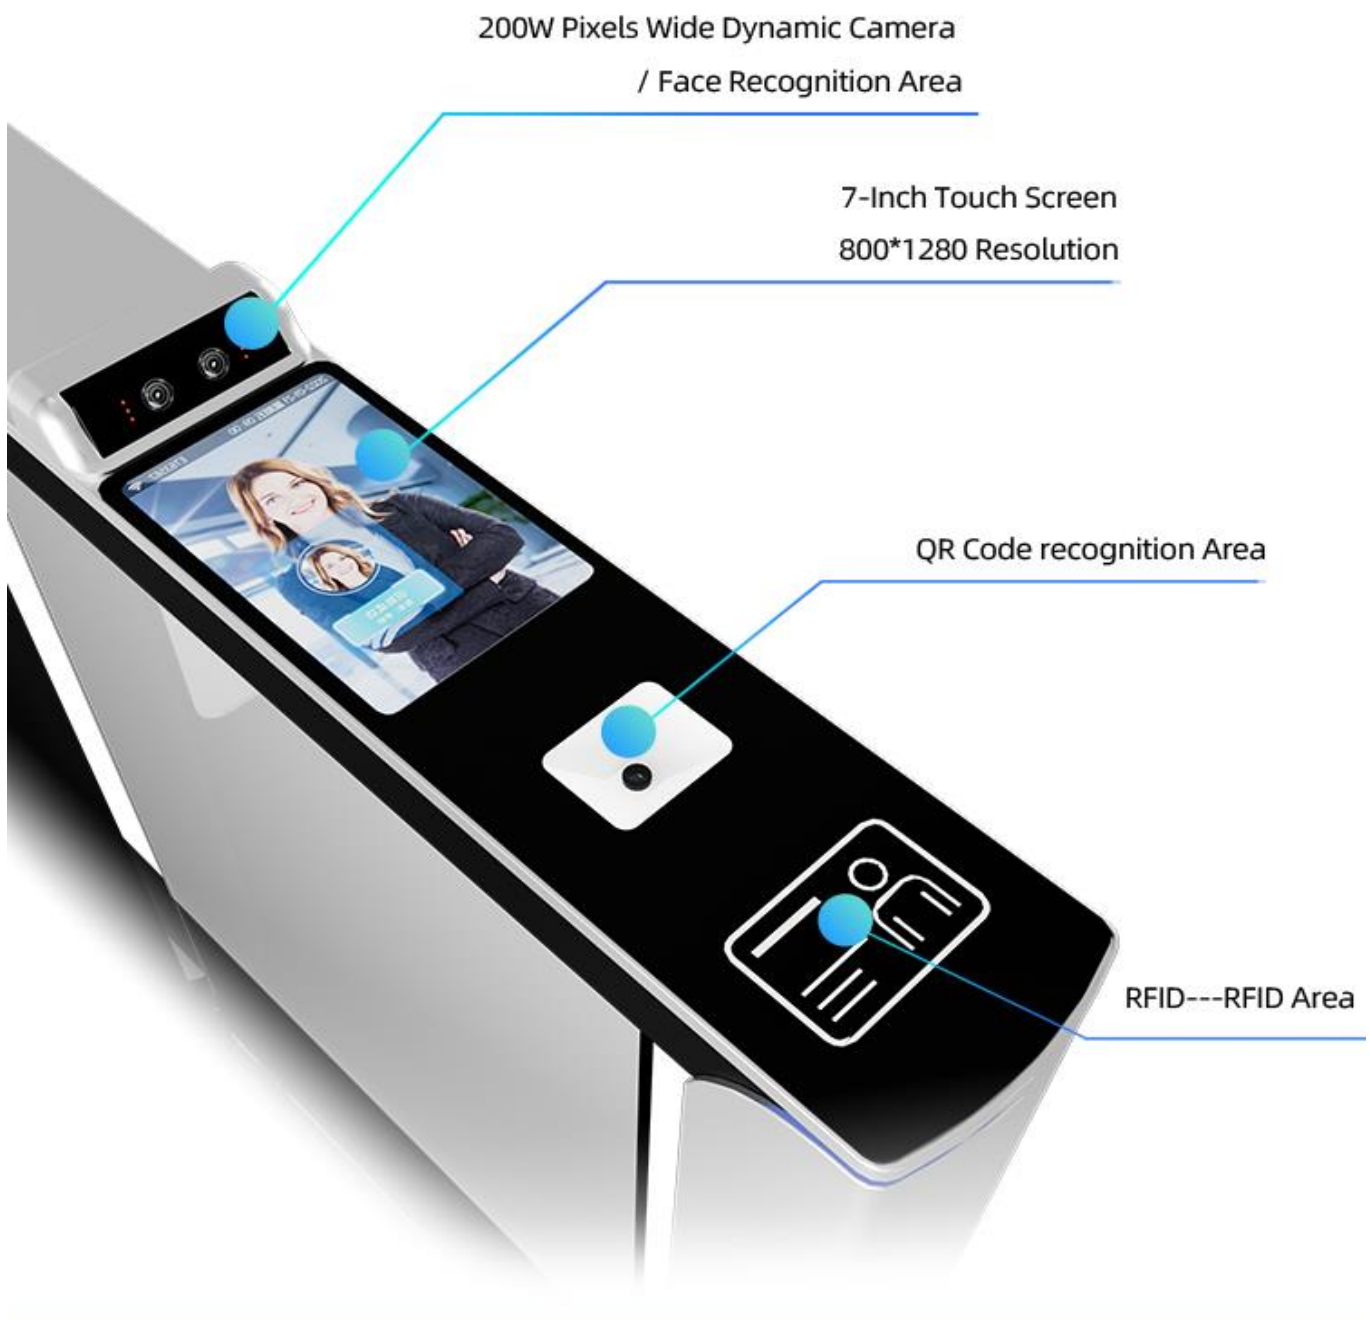 200W Pixels Wide Dynamic Camera
/ Face Recognition Area
7-Inch Touch Screen
800*1280 Resolution
QR Code recognition Area
RFID---RFID Area